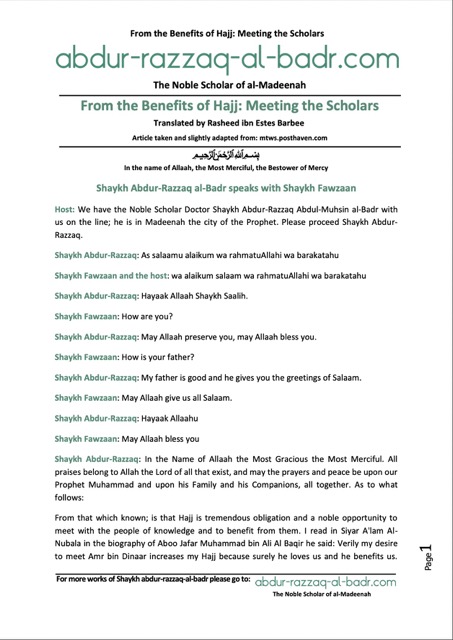 From the Benefits of Hajj: Meeting the Scholars
abdur-razzaq-al-badr.com
The Noble Scholar of al-Madeenah
From the Benefits of Hajj: Meeting the Scholars
Translated by Rasheed ibn Estes Barbee
Article taken and slightly adapted from: mtws.posthaven.com
بسم الله الرحمن الرحيم
In the name of Allaah, the Most Merciful, the Bestower of Mercy
Shaykh Abdur-Razzaq al-Badr speaks with Shaykh Fawzaan
Host: We have the Noble Scholar Doctor Shaykh Abdur-Razzaq Abdul-Muhsin al-Badr with
us on the line; he is in Madeenah the city of the Prophet. Please proceed Shaykh Abdur-
Razzaq.
Shaykh Abdur-Razzaq: As salaamu alaikum wa rahmatuAllahi wa barakatahu
Shaykh Fawzaan and the host: wa alaikum salaam wa rahmatuAllahi wa barakatahu
Shaykh Abdur-Razzaq: Hayaak Allaah Shaykh Saalih.
Shaykh Fawzaan: How are you?
Shaykh Abdur-Razzaq: May Allaah preserve you, may Allaah bless you.
Shaykh Fawzaan: How is your father?
Shaykh Abdur-Razzaq: My father is good and he gives you the greetings of Salaam.
Shaykh Fawzaan: May Allaah give us all Salaam.
Shaykh Abdur-Razzaq: Hayaak Allaahu
Shaykh Fawzaan: May Allaah bless you
Shaykh Abdur-Razzaq: In the Name of Allaah the Most Gracious the Most Merciful. All
praises belong to Allah the Lord of all that exist, and may the prayers and peace be upon our
Prophet Muhammad and upon his Family and his Companions, all together. As to what
follows:
From that which known; is that Hajj is tremendous obligation and a noble opportunity to
meet with the people of knowledge and to benefit from them. I read in Siyar A'lam Al-
Nubala in the biography of Aboo Jafar Muhammad bin Ali Al Baqir he said: Verily my desire
to meet Amr bin Dinaar increases my Hajj because surely he loves us and he benefits us.
Page1
For more works of Shaykh abdur-razzaq-al-badr please go to: abdur-razzaq-al-badr.com
The Noble Scholar of al-Madeenah